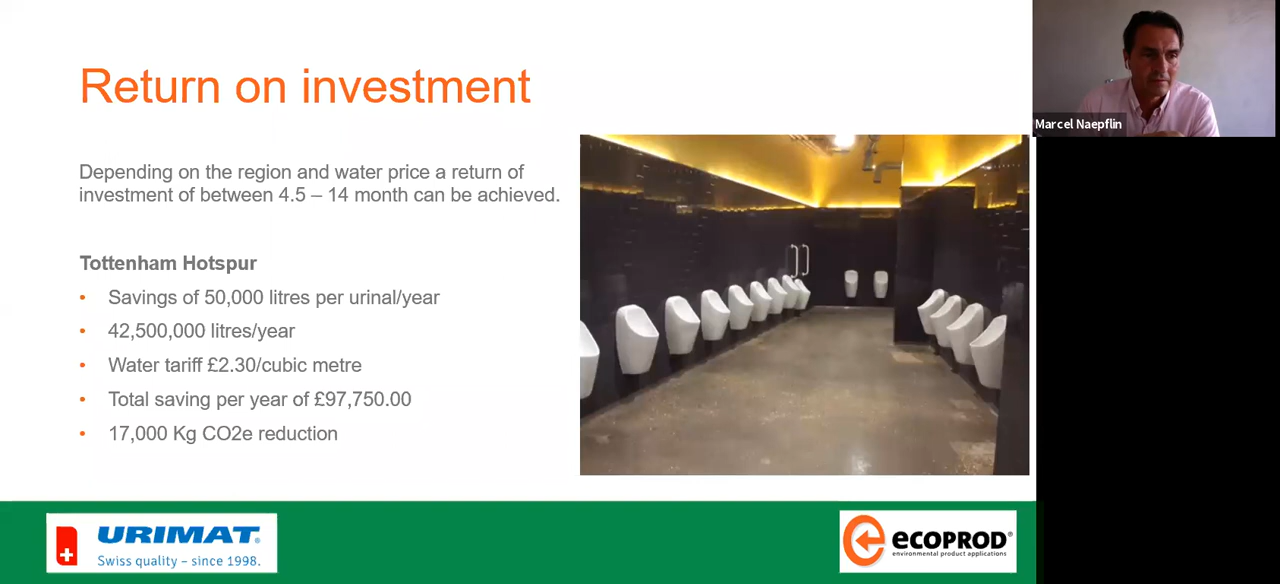 Return on investment
Marcel Naepflin
Depending on the region and water price a return of
investment of between 4.5 – 14 month can be achieved.
Tottenham Hotspur
• Savings of 50,000 litres per urinal/year
• 42,500,000 litres/year
• Water tariff £2.30/cubic metre
• Total saving per year of £97,750.00
• 17,000 Kg CO2e reduction
URIMAT®
Swiss quality – since 1998.
ECOPROD®
environmental product applications